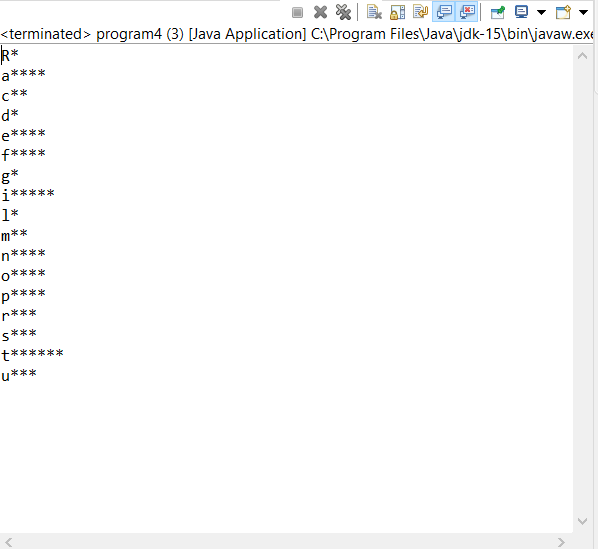 <terminated> program4 (3) [Java Application] C:\Program Files\Java\jdk-15\bin\javaw.exe
R*
a****
c**
d*
e****
f****
g*
i*****
l*
m**
n****
o****
p****
r***
s***
t******
u***